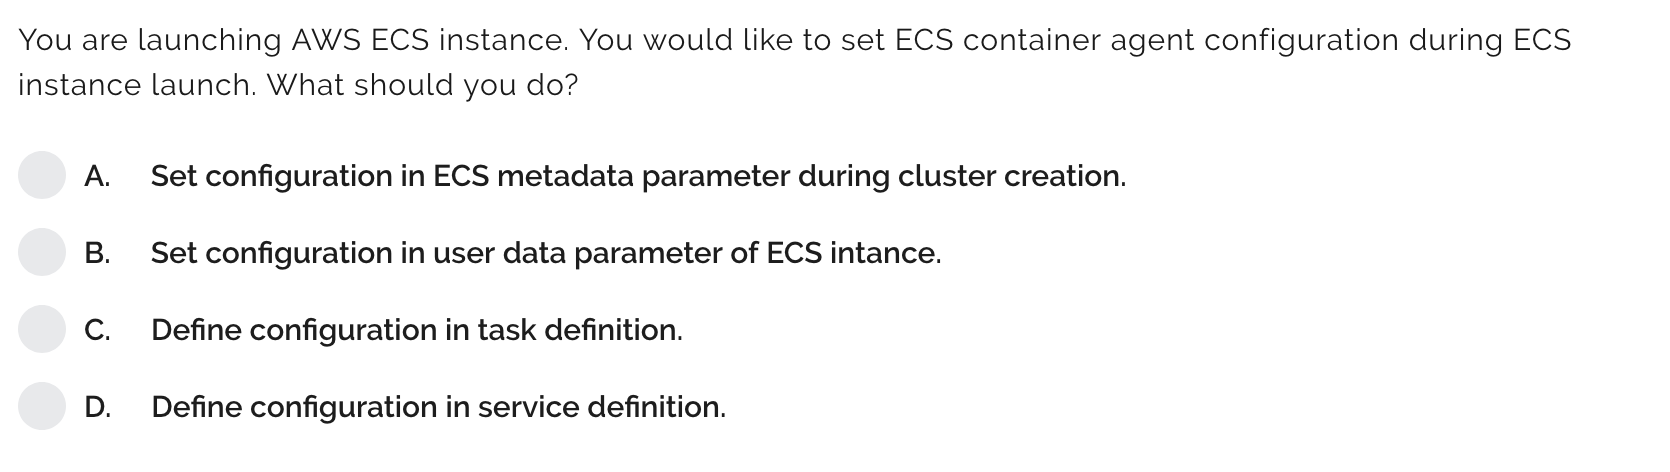 You are launching AWS ECS instance. You would like to set ECS container agent configuration during ECS
instance launch. What should you do?
A. Set configuration in ECS metadata parameter during cluster creation.
B. Set configuration in user data parameter of ECS intance.
C. Define configuration in task definition.
D. Define configuration in service definition.